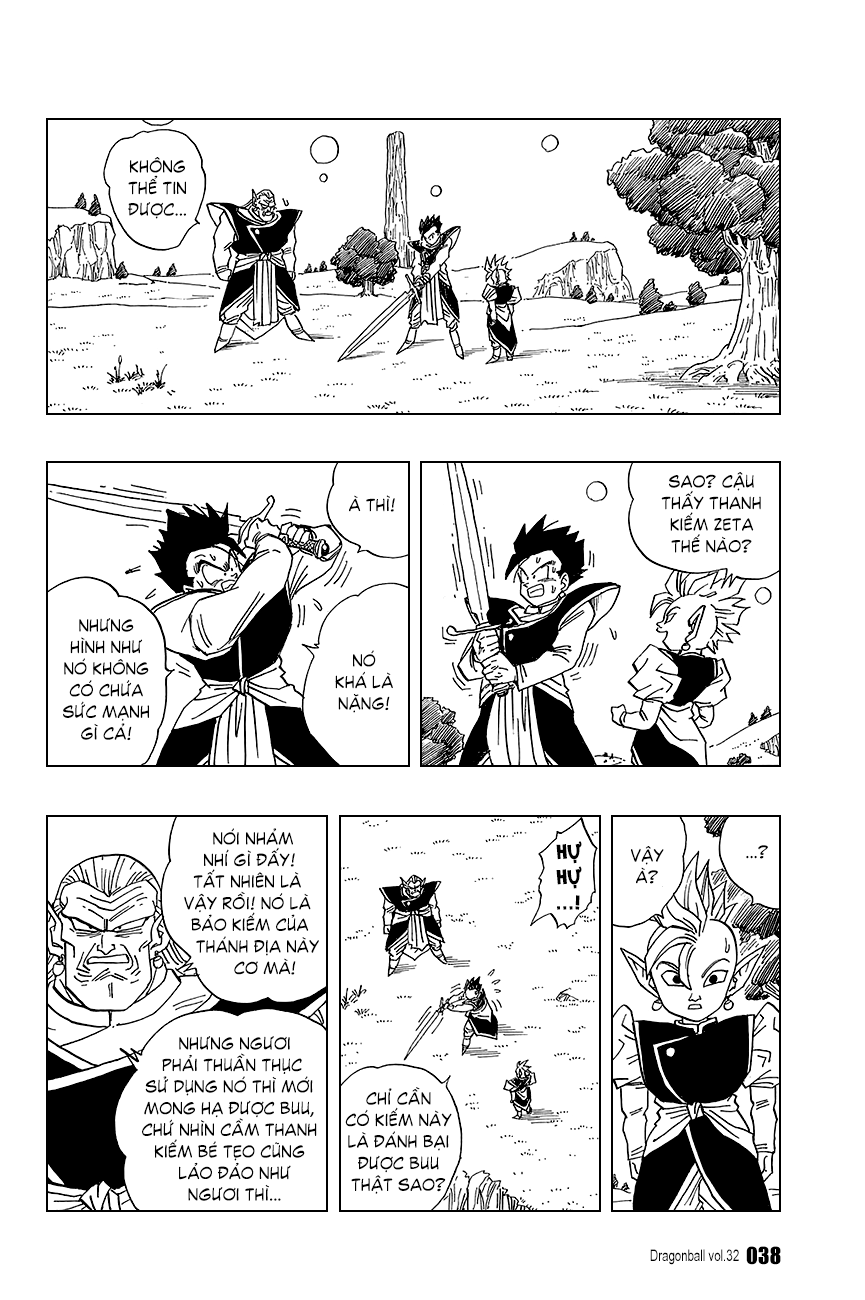 KHÔNG
THỂ TIN
ĐƯỢC...
SAO? CẬU
THẤY THANH
KIẾM ZETA
THẾ NÀO?
À THÌ!
NÓ
KHÁ LÀ
NẶNG!
NHƯNG
HÌNH NHƯ
NÓ KHÔNG
CÓ CHỨA
SỨC MẠNH
GÌ CẢ!
...?
VẬY
À?
HỰ
HỰ
...!
CHỈ CẦN
CÓ KIẾM NÀY
LÀ ĐÁNH BẠI
ĐƯỢC BUU
THẬT SAO?
NÓI NHẢM
NHÍ GÌ ĐẤY!
TẤT NHIÊN LÀ
VẬY RỒI! NÓ LÀ
BẢO KIẾM CỦA
THÁNH ĐỊA NÀY
CƠ MÀ!
NHƯNG NGƯƠI
PHẢI THUẦN THỤC
SỬ DỤNG NÓ THÌ MỚI
MONG HẠ ĐƯỢC BUU,
CHỨ NHÌN CẦM THANH
KIẾM BÉ TẸO CŨNG
LẢO ĐẢO NHƯ
NGƯƠI THÌ...
Dragonball vol.32 038